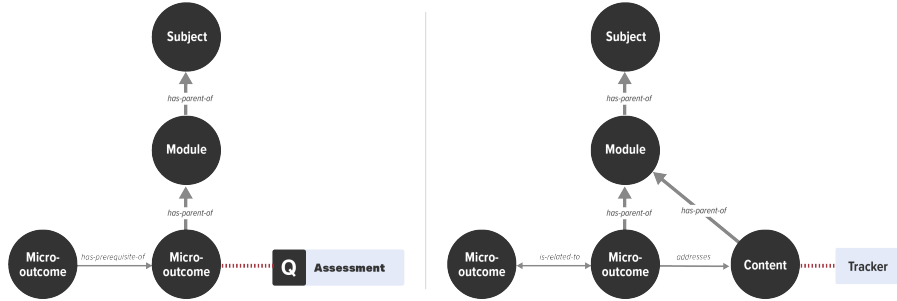 Subject
has-parent-of
Module
has-parent-of
Micro-
outcome
has-prerequisite-of
Micro-
outcome
Q
Assessment
Subject
has-parent-of
Module
has-parent-of
has-parent-of
Micro-
outcome
is-related-to
Micro-
outcome
addresses
Content
Tracker